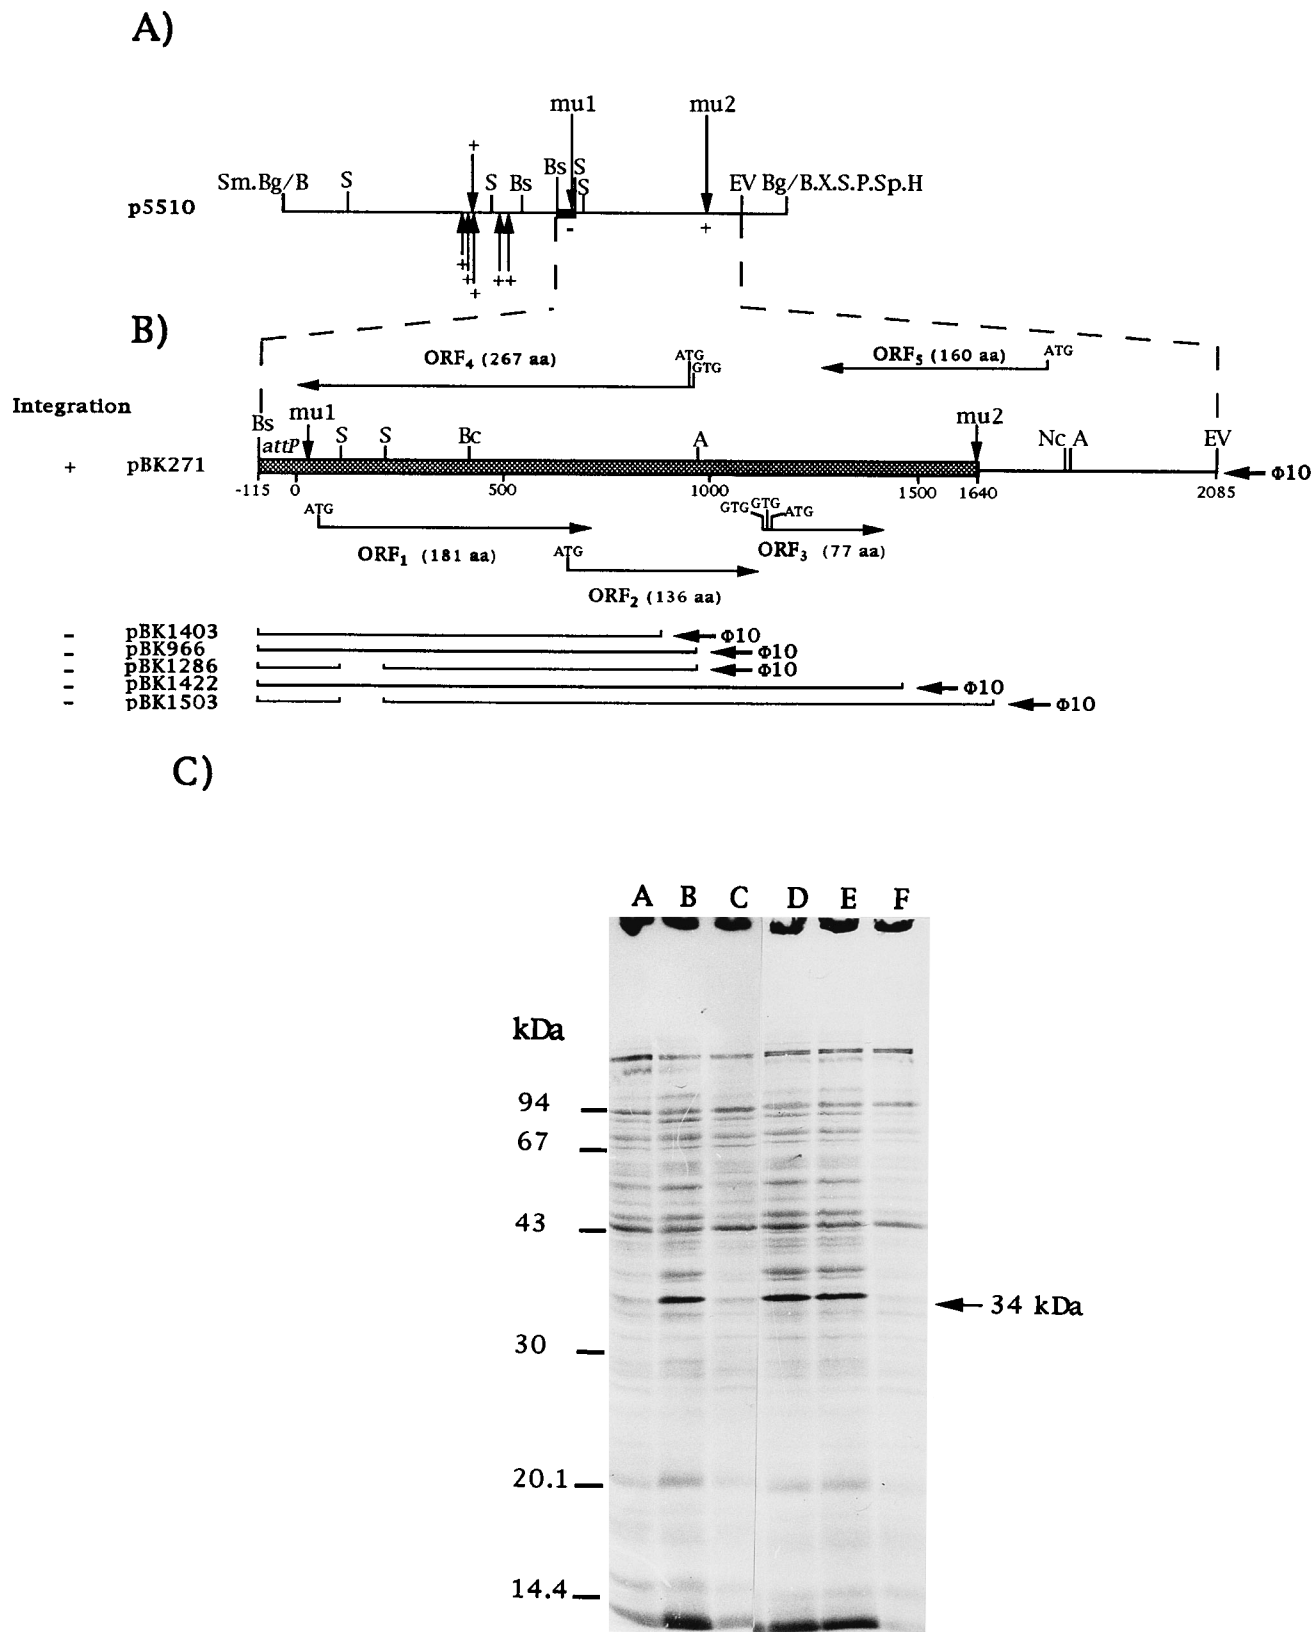 A)
mu1 mu2
+
Sm.Bg/B S S Bs Bs S S EV Bg/B.X.S.P.Sp.H
p5510
- +
+ + + + +
B)
ORF4 (267 aa) ATG GTG ORF5 (160 aa) ATG
Integration
Bs attP mu1 S S Bc A mu2 Nc A EV
+ pBK271 Φ10
-115 0 500 1000 1500 1640 2085
ATG GTG GTG ATG
ORF1 (181 aa) ATG ORF3 (77 aa)
ORF2 (136 aa)
- pBK1403 Φ10
- pBK966 Φ10
- pBK1286 Φ10
- pBK1422 Φ10
- pBK1503 Φ10
C)
A B C D E F
kDa
94
67
43
34 kDa
30
20.1
14.4